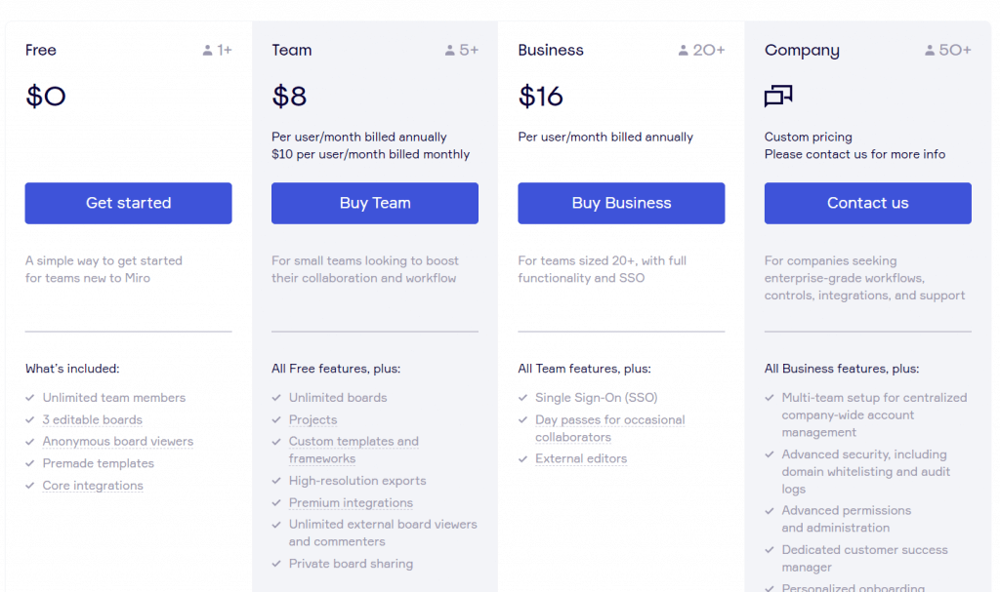 Free 1+
$0
Get started
A simple way to get started
for teams new to Miro
What's included:
Unlimited team members
3 editable boards
Anonymous board viewers
Premade templates
Core integrations
Team 5+
$8
Per user/month billed annually
$10 per user/month billed monthly
Buy Team
For small teams looking to boost
their collaboration and workflow
All Free features, plus:
Unlimited boards
Projects
Custom templates and
frameworks
High-resolution exports
Premium integrations
Unlimited external board viewers
and commenters
Private board sharing
Business 20+
$16
Per user/month billed annually
Buy Business
For teams sized 20+, with full
functionality and SSO
All Team features, plus:
Single Sign-On (SSO)
Day passes for occasional
collaborators
External editors
Company 50+
Custom pricing
Please contact us for more info
Contact us
For companies seeking
enterprise-grade workflows,
controls, integrations, and support
All Business features, plus:
Multi-team setup for centralized
company-wide account
management
Advanced security, including
domain whitelisting and audit
logs
Advanced permissions
and administration
Dedicated customer success
manager
Personalized onboarding